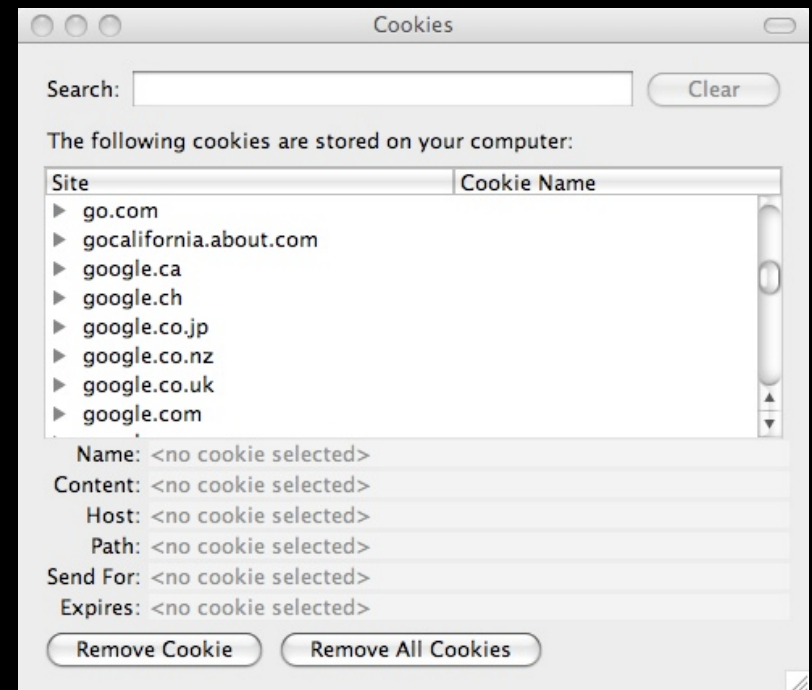 Cookies
Search: Clear
The following cookies are stored on your computer:
Site Cookie Name
go.com
gocalifornia.about.com
google.ca
google.ch
google.co.jp
google.co.nz
google.co.uk
google.com
Name: <no cookie selected>
Content: <no cookie selected>
Host: <no cookie selected>
Path: <no cookie selected>
Send For: <no cookie selected>
Expires: <no cookie selected>
Remove Cookie Remove All Cookies